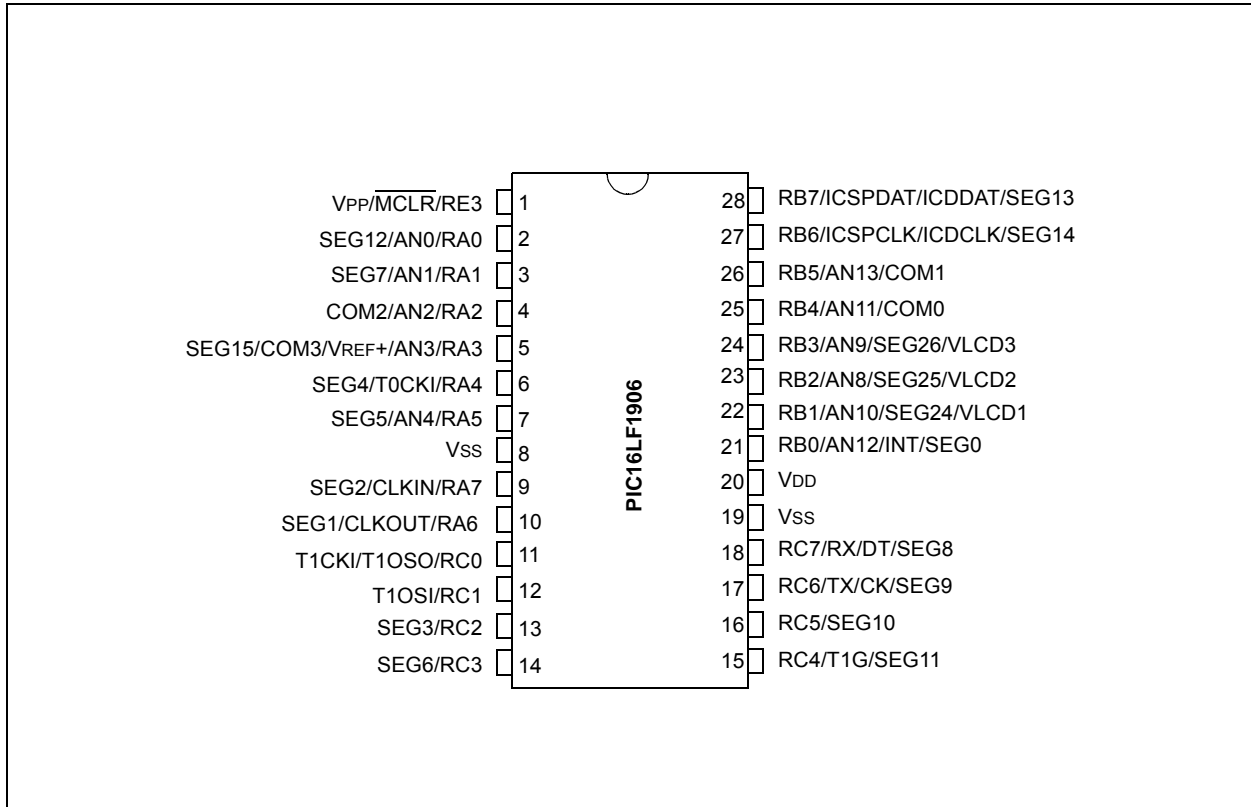 VPP/MCLR/RE3 1
SEG12/AN0/RA0 2
SEG7/AN1/RA1 3
COM2/AN2/RA2 4
SEG15/COM3/VREF+/AN3/RA3 5
SEG4/T0CKI/RA4 6
SEG5/AN4/RA5 7
VSS 8
SEG2/CLKIN/RA7 9
SEG1/CLKOUT/RA6 10
T1CKI/T1OSO/RC0 11
T1OSI/RC1 12
SEG3/RC2 13
SEG6/RC3 14
PIC16LF1906
28 RB7/ICSPDAT/ICDDAT/SEG13
27 RB6/ICSPCLK/ICDCLK/SEG14
26 RB5/AN13/COM1
25 RB4/AN11/COM0
24 RB3/AN9/SEG26/VLCD3
23 RB2/AN8/SEG25/VLCD2
22 RB1/AN10/SEG24/VLCD1
21 RB0/AN12/INT/SEG0
20 VDD
19 VSS
18 RC7/RX/DT/SEG8
17 RC6/TX/CK/SEG9
16 RC5/SEG10
15 RC4/T1G/SEG11